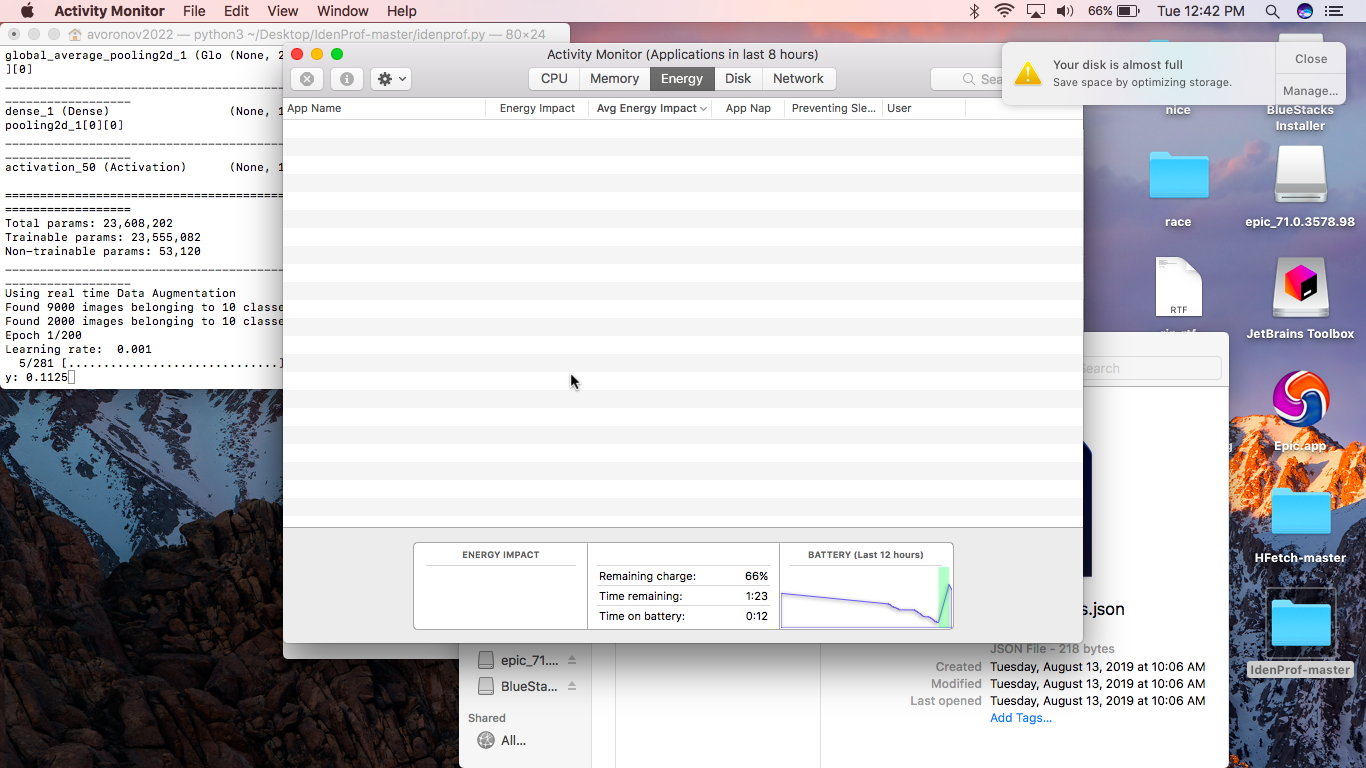 Activity Monitor File Edit View Window Help
66% Tue 12:42 PM
avoronov2022 — python3 ~/Desktop/IdenProf-master/idenprof.py — 80×24
global_average_pooling2d_1 (Glo (None, 2
][0]
dense_1 (Dense) (None, 1
pooling2d_1[0][0]
activation_50 (Activation) (None, 1
Total params: 23,608,202
Trainable params: 23,555,082
Non-trainable params: 53,120
Using real time Data Augmentation
Found 9000 images belonging to 10 classe
Found 2000 images belonging to 10 classe
Epoch 1/200
Learning rate: 0.001
5/281 [..............................]
y: 0.1125
Activity Monitor (Applications in last 8 hours)
CPU Memory Energy Disk Network
Sea
App Name Energy Impact Avg Energy Impact App Nap Preventing Sle... User
ENERGY IMPACT
Remaining charge: 66%
Time remaining: 1:23
Time on battery: 0:12
BATTERY (Last 12 hours)
Your disk is almost full
Save space by optimizing storage.
Close
Manage...
nice
BlueStacks
Installer
race
epic_71.0.3578.98
RTF
JetBrains Toolbox
Search
Epic.app
HFetch-master
IdenProf-master
epic_71....
BlueSta...
Shared
All...
s.json
JSON File - 218 bytes
Created Tuesday, August 13, 2019 at 10:06 AM
Modified Tuesday, August 13, 2019 at 10:06 AM
Last opened Tuesday, August 13, 2019 at 10:06 AM
Add Tags...